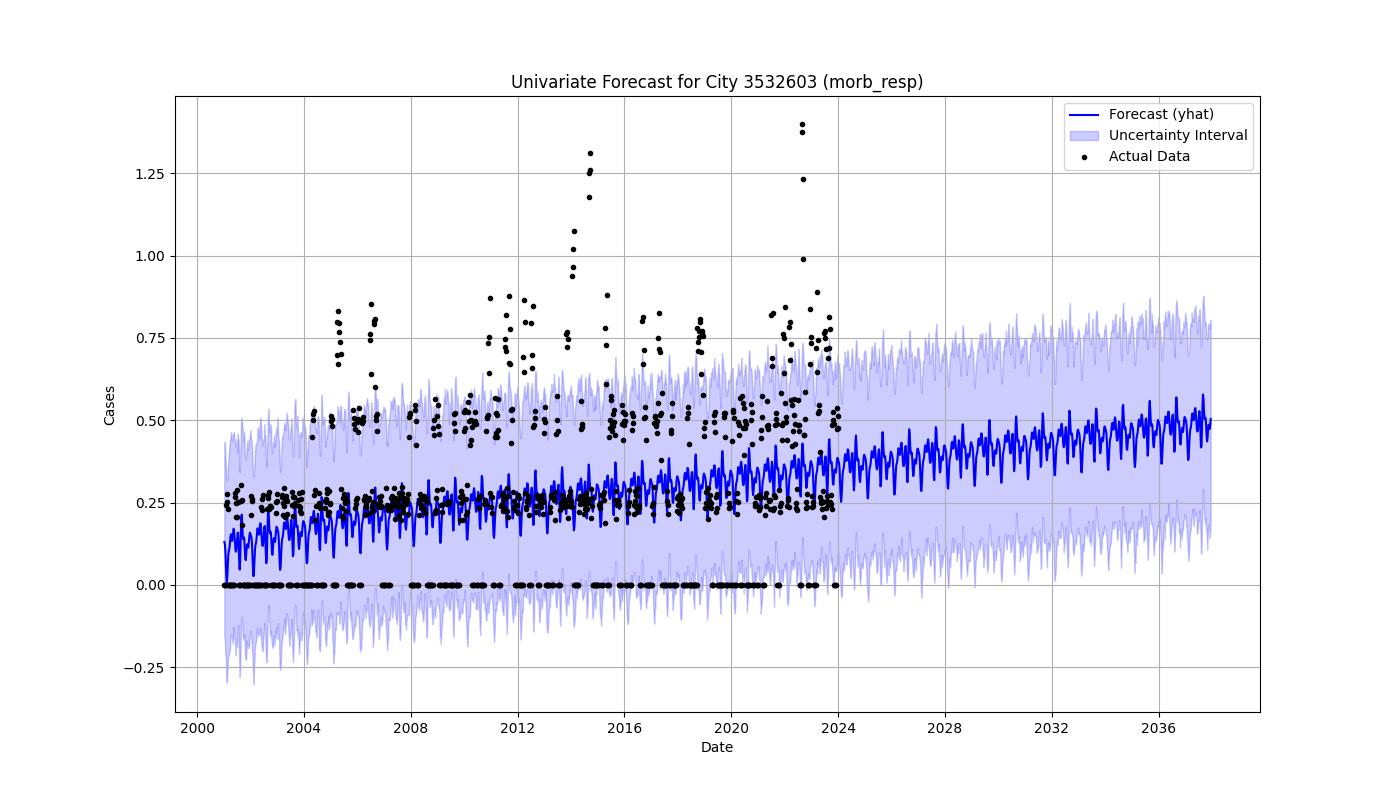 Univariate Forecast for City 3532603 (morb_resp)
Forecast (yhat)
Uncertainty Interval
Actual Data
Cases
1.25
1.00
0.75
0.50
0.25
0.00
−0.25
2000 2004 2008 2012 2016 2020 2024 2028 2032 2036
Date